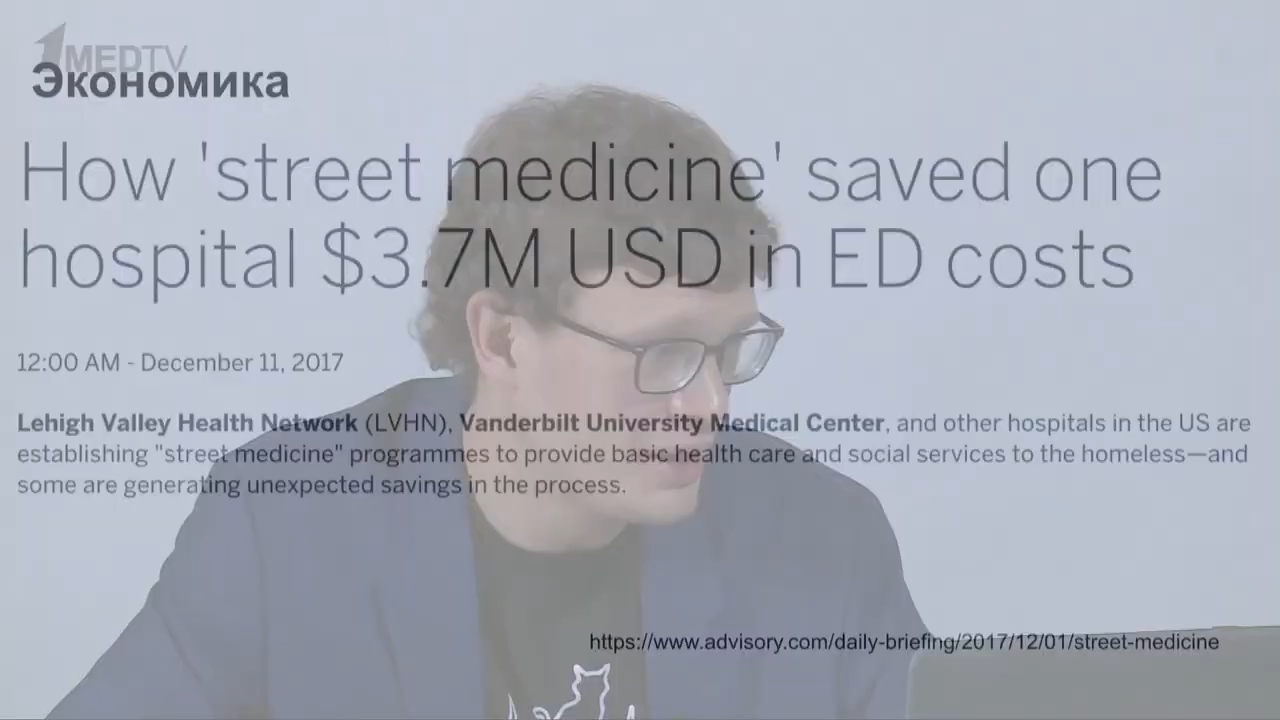 1MEDTV
Экономика
How 'street medicine' saved one
hospital $3.7M USD in ED costs
12:00 AM - December 11, 2017
Lehigh Valley Health Network (LVHN), Vanderbilt University Medical Center, and other hospitals in the US are
establishing "street medicine" programmes to provide basic health care and social services to the homeless—and
some are generating unexpected savings in the process.
https://www.advisory.com/daily-briefing/2017/12/01/street-medicine